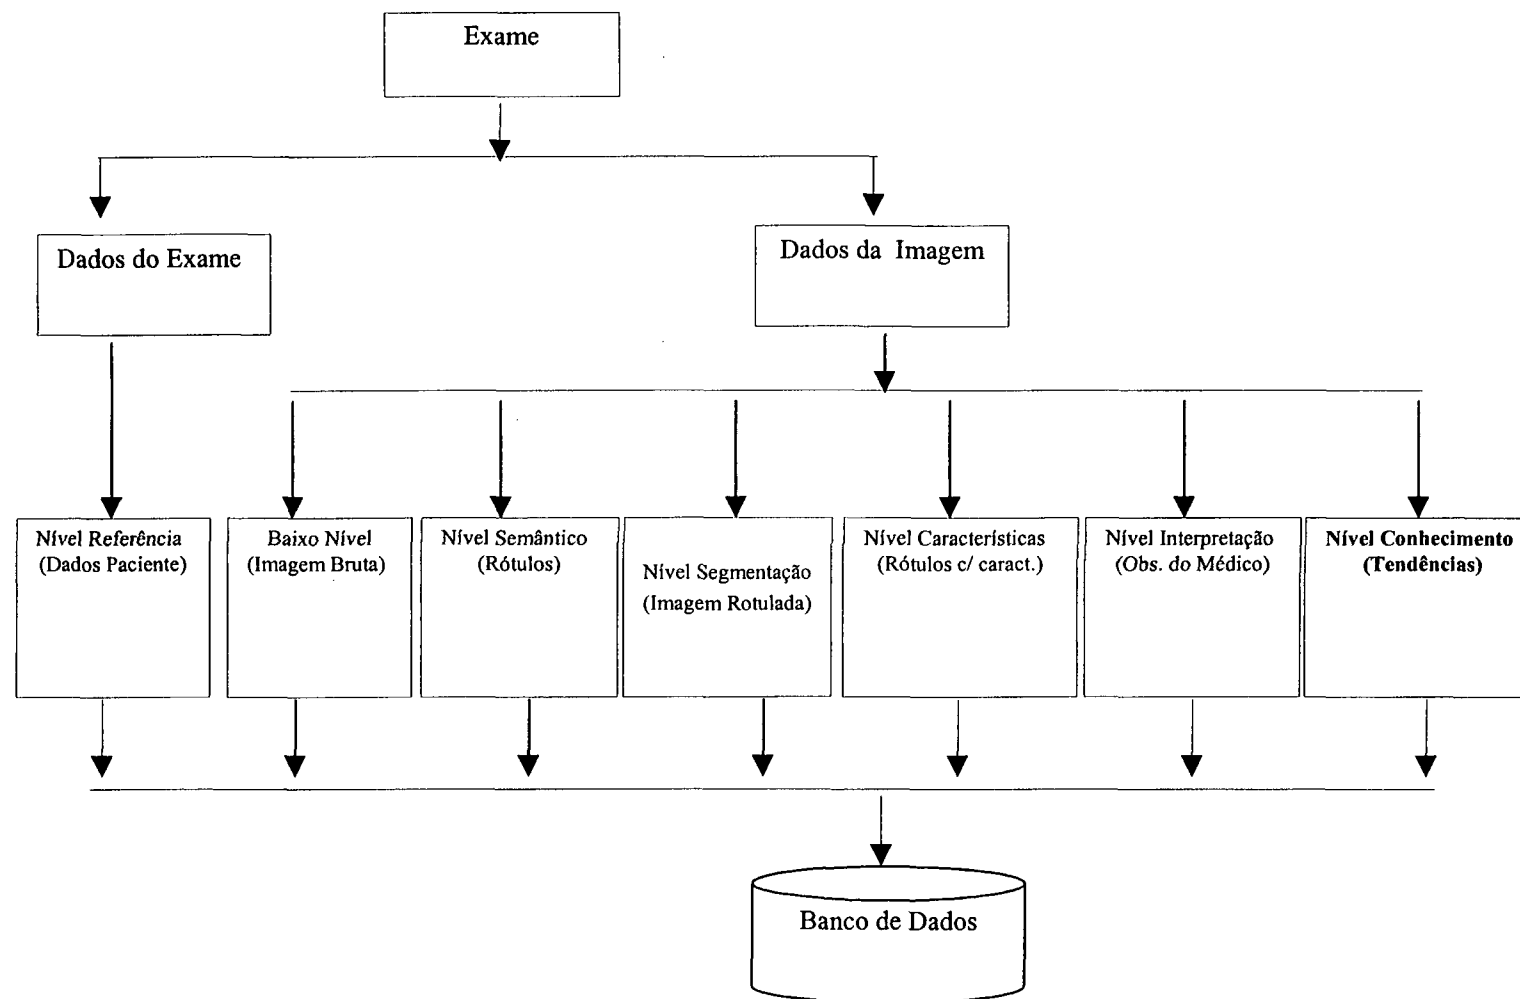 Exame
Dados do Exame
Dados da Imagem
Nível Referência
(Dados Paciente)
Baixo Nível
(Imagem Bruta)
Nível Semântico
(Rótulos)
Nível Segmentação
(Imagem Rotulada)
Nível Características
(Rótulos c/ caract.)
Nível Interpretação
(Obs. do Médico)
Nível Conhecimento
(Tendências)
Banco de Dados